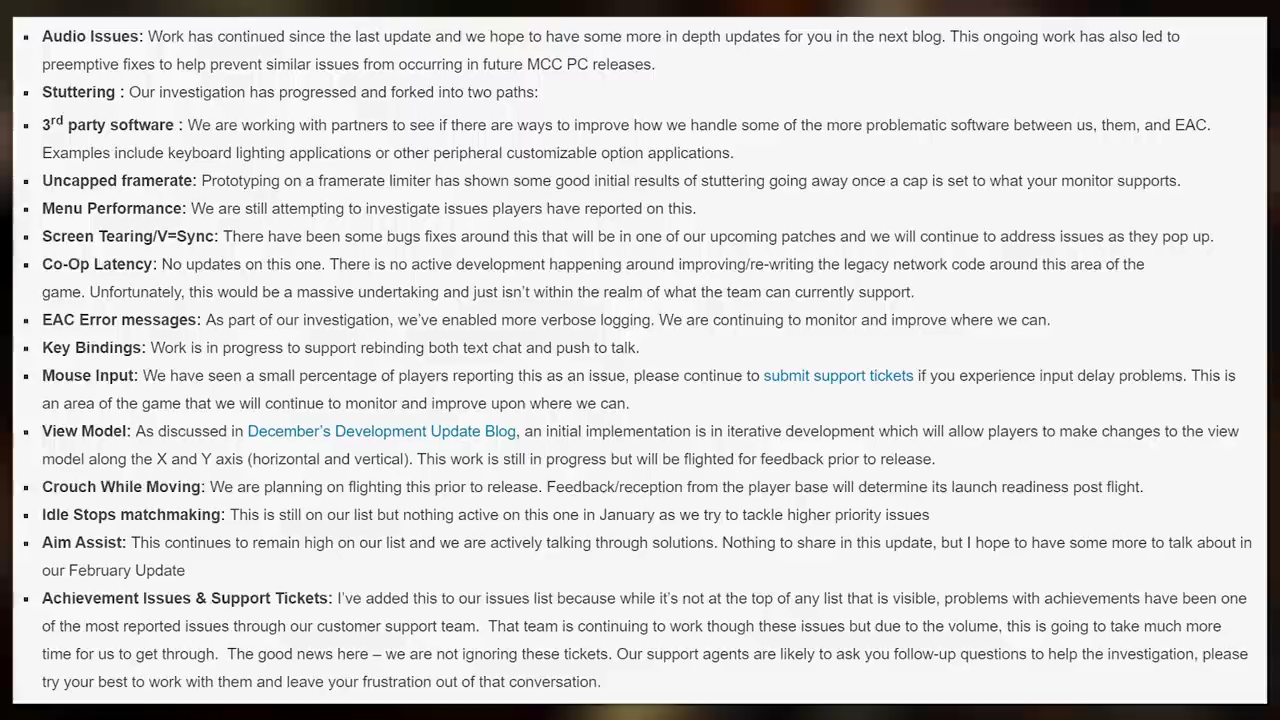 Audio Issues: Work has continued since the last update and we hope to have some more in depth updates for you in the next blog. This ongoing work has also led to
preemptive fixes to help prevent similar issues from occurring in future MCC PC releases.
Stuttering : Our investigation has progressed and forked into two paths:
3rd party software : We are working with partners to see if there are ways to improve how we handle some of the more problematic software between us, them, and EAC.
Examples include keyboard lighting applications or other peripheral customizable option applications.
Uncapped framerate: Prototyping on a framerate limiter has shown some good initial results of stuttering going away once a cap is set to what your monitor supports.
Menu Performance: We are still attempting to investigate issues players have reported on this.
Screen Tearing/V=Sync: There have been some bugs fixes around this that will be in one of our upcoming patches and we will continue to address issues as they pop up.
Co-Op Latency: No updates on this one. There is no active development happening around improving/re-writing the legacy network code around this area of the
game. Unfortunately, this would be a massive undertaking and just isn't within the realm of what the team can currently support.
EAC Error messages: As part of our investigation, we've enabled more verbose logging. We are continuing to monitor and improve where we can.
Key Bindings: Work is in progress to support rebinding both text chat and push to talk.
Mouse Input: We have seen a small percentage of players reporting this as an issue, please continue to submit support tickets if you experience input delay problems. This is
an area of the game that we will continue to monitor and improve upon where we can.
View Model: As discussed in December's Development Update Blog, an initial implementation is in iterative development which will allow players to make changes to the view
model along the X and Y axis (horizontal and vertical). This work is still in progress but will be flighted for feedback prior to release.
Crouch While Moving: We are planning on flighting this prior to release. Feedback/reception from the player base will determine its launch readiness post flight.
Idle Stops matchmaking: This is still on our list but nothing active on this one in January as we try to tackle higher priority issues
Aim Assist: This continues to remain high on our list and we are actively talking through solutions. Nothing to share in this update, but I hope to have some more to talk about in
our February Update
Achievement Issues & Support Tickets: I've added this to our issues list because while it's not at the top of any list that is visible, problems with achievements have been one
of the most reported issues through our customer support team.  That team is continuing to work though these issues but due to the volume, this is going to take much more
time for us to get through.  The good news here – we are not ignoring these tickets. Our support agents are likely to ask you follow-up questions to help the investigation, please
try your best to work with them and leave your frustration out of that conversation.